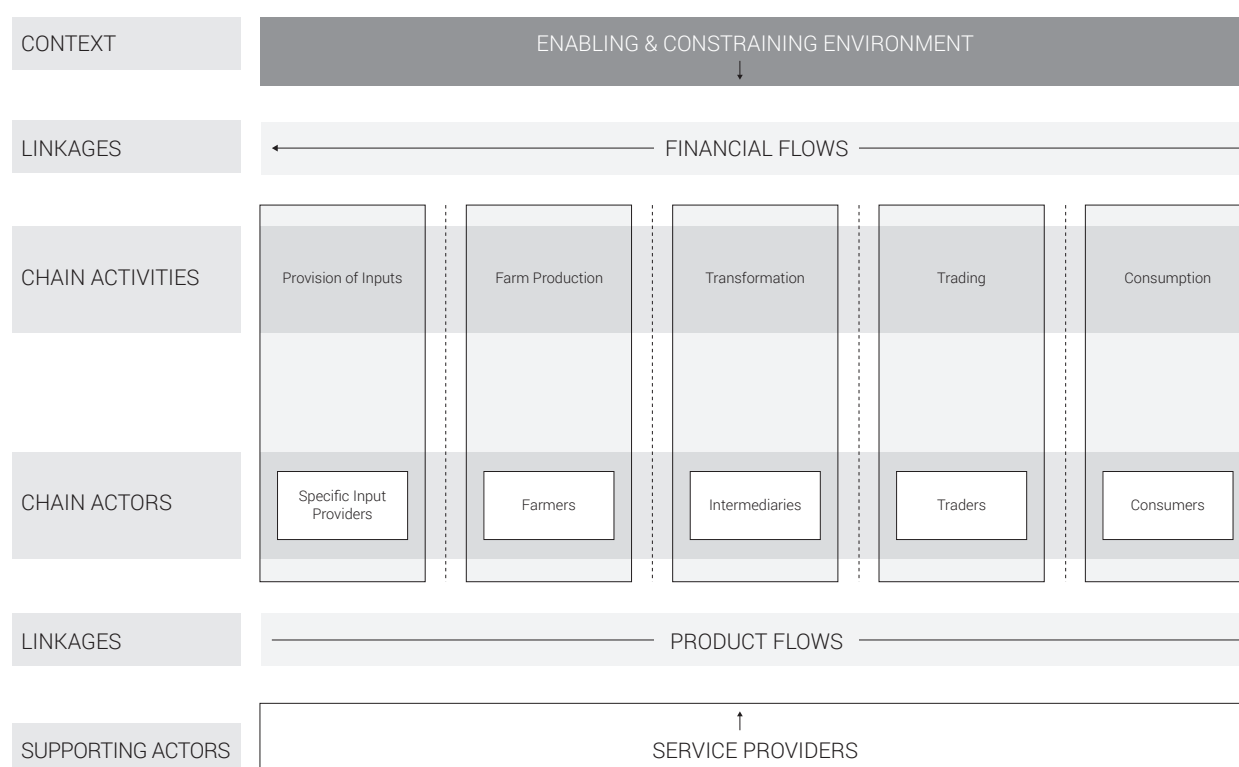 CONTEXT
ENABLING & CONSTRAINING ENVIRONMENT
LINKAGES
FINANCIAL FLOWS
CHAIN ACTIVITIES
Provision of Inputs
Farm Production
Transformation
Trading
Consumption
CHAIN ACTORS
Specific Input
Providers
Farmers
Intermediaries
Traders
Consumers
LINKAGES
PRODUCT FLOWS
SUPPORTING ACTORS
SERVICE PROVIDERS